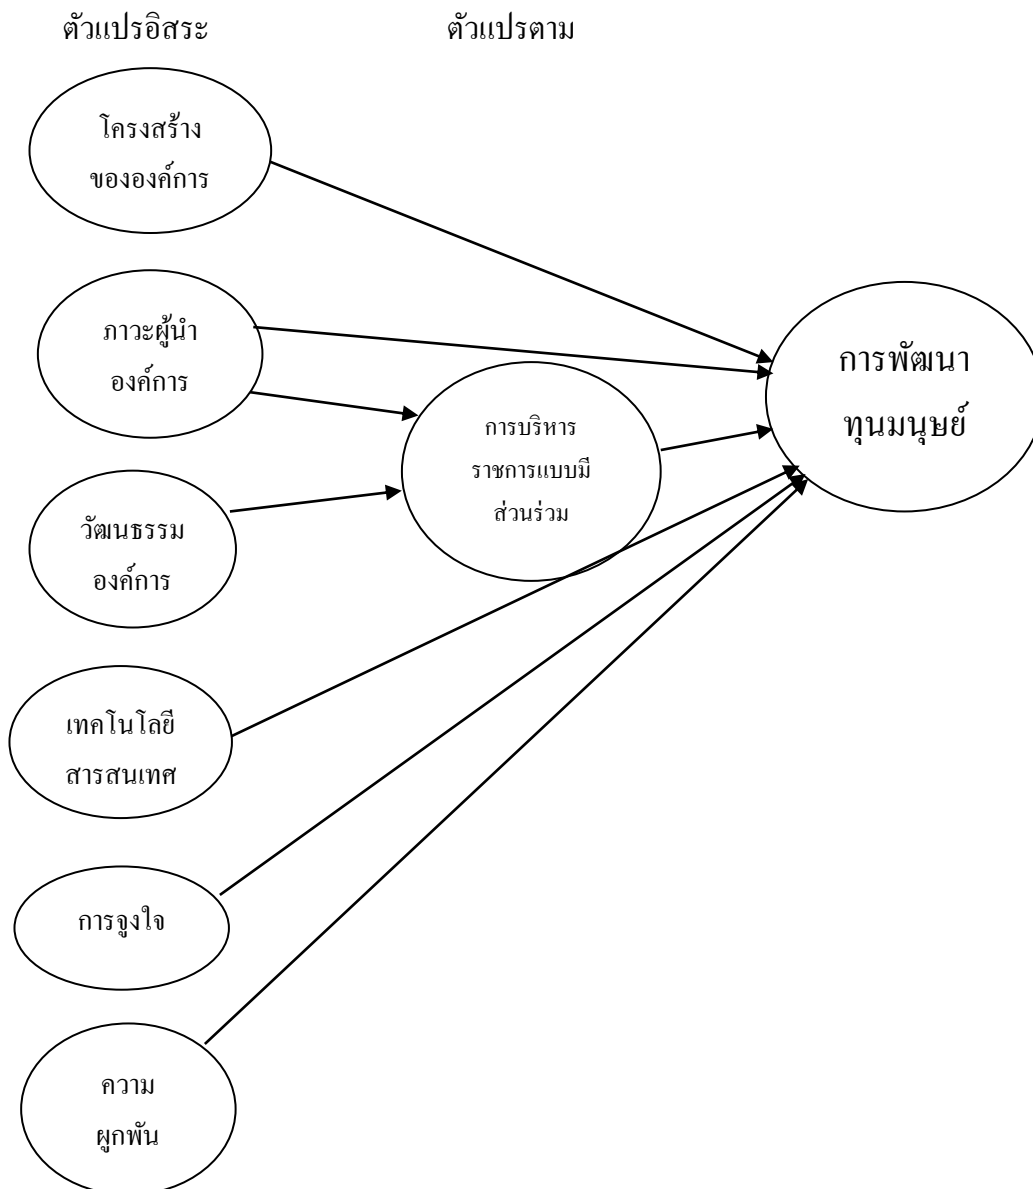 ตัวแปรอิสระ
ตัวแปรตาม
โครงสร้าง
ขององค์การ
ภาวะผู้นำ
องค์การ
การพัฒนา
ทุนมนุษย์
การบริหาร
ราชการแบบมี
ส่วนร่วม
วัฒนธรรม
องค์การ
เทคโนโลยี
สารสนเทศ
การจูงใจ
ความ
ผูกพัน